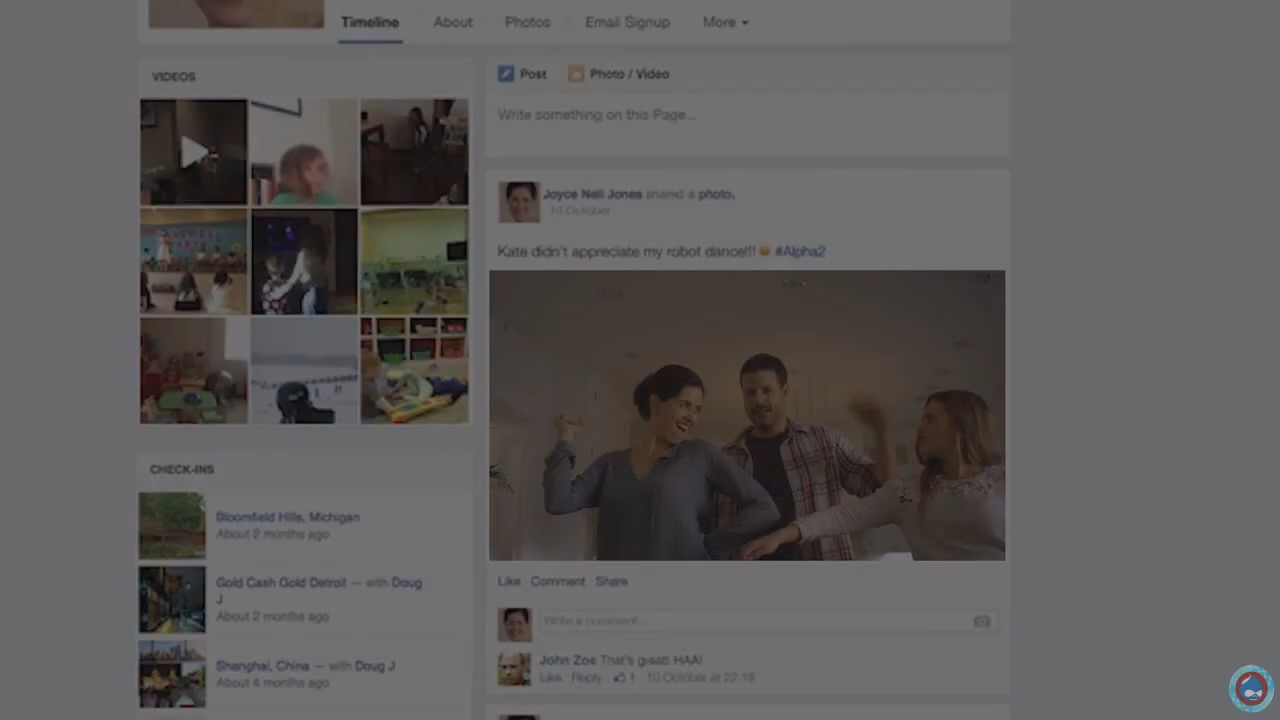 Timeline About Photos Email Signup More
VIDEOS
Post Photo / Video
Write something on this Page...
Joyce Nell Jones shared a photo.
10 October
Kate didn't appreciate my robot dance!!! #Alpha2
CHECK-INS
Bloomfield Hills, Michigan
About 2 months ago
Gold Cash Gold Detroit — with Doug
J
About 2 months ago
Shanghai, China — with Doug J
About 4 months ago
Like Comment Share
Write a comment...
John Zoe That's great! HAA!
Like Reply 1 10 October at 22:18